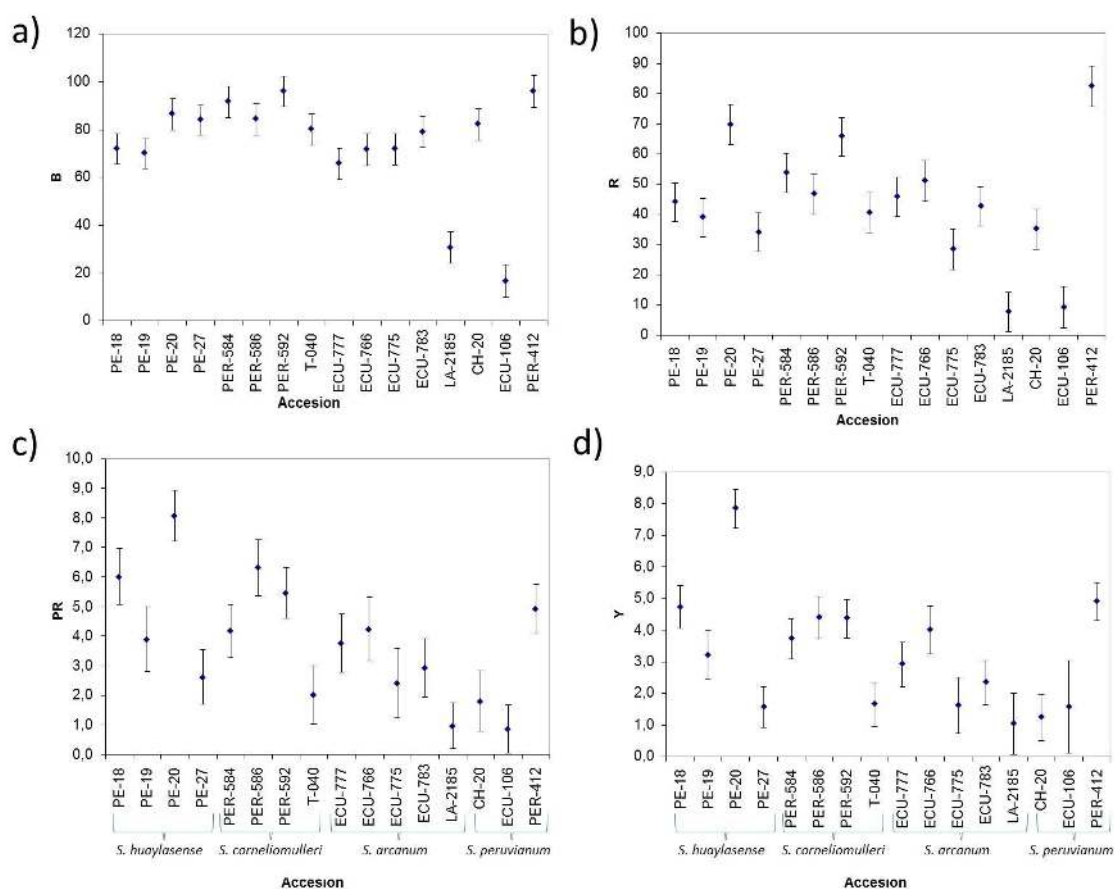 a)
120
100
80
60
40
20
0
B
PE-18 PE-19 PE-20 PE-27 PER-584 PER-586 PER-592 T-040 ECU-777 ECU-766 ECU-775 ECU-783 LA-2185 CH-20 ECU-106 PER-412
Accesion
b)
100
90
80
70
60
50
40
30
20
10
0
R
PE-18 PE-19 PE-20 PE-27 PER-584 PER-586 PER-592 T-040 ECU-777 ECU-766 ECU-775 ECU-783 LA-2185 CH-20 ECU-106 PER-412
Accesion
c)
10,0
9,0
8,0
7,0
6,0
5,0
4,0
3,0
2,0
1,0
0,0
PR
PE-18 PE-19 PE-20 PE-27 PER-584 PER-586 PER-592 T-040 ECU-777 ECU-766 ECU-775 ECU-783 LA-2185 CH-20 ECU-106 PER-412
S. huaylasense S. corneliomulleri S. arcanum S. peruvianum
Accesion
d)
9,0
8,0
7,0
6,0
5,0
4,0
3,0
2,0
1,0
0,0
Y
PE-18 PE-19 PE-20 PE-27 PER-584 PER-586 PER-592 T-040 ECU-777 ECU-766 ECU-775 ECU-783 LA-2185 CH-20 ECU-106 PER-412
S. huaylasense S. corneliomulleri S. arcanum S. peruvianum
Accesion